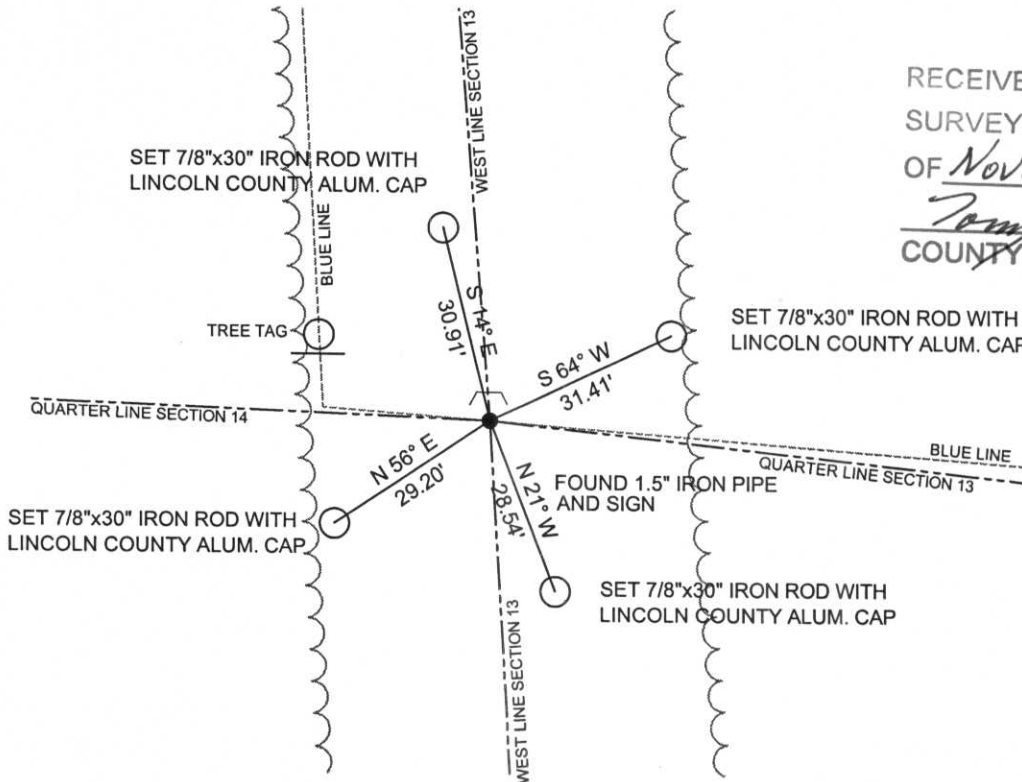 WEST LINE SECTION 13
RECEIVE
SURVEY
OF
COUNTY
SET 7/8"x30" IRON ROD WITH
LINCOLN COUNTY ALUM. CAP
BLUE LINE
S 14° E
30.91'
TREE TAG
SET 7/8"x30" IRON ROD WITH
LINCOLN COUNTY ALUM. CAP
S 64° W
31.41'
QUARTER LINE SECTION 14
BLUE LINE
QUARTER LINE SECTION 13
N 56° E
29.20'
N 21° W
28.54'
FOUND 1.5" IRON PIPE
AND SIGN
SET 7/8"x30" IRON ROD WITH
LINCOLN COUNTY ALUM. CAP
SET 7/8"x30" IRON ROD WITH
LINCOLN COUNTY ALUM. CAP
WEST LINE SECTION 13